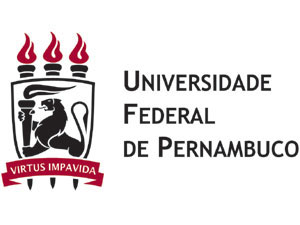 UNIVERSIDADE
FEDERAL
DE PERNAMBUCO
VIRTUS IMPAVIDA